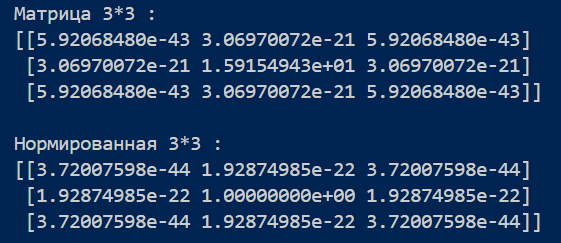 Матрица 3*3 :
[[5.92068480e-43 3.06970072e-21 5.92068480e-43]
[3.06970072e-21 1.59154943e+01 3.06970072e-21]
[5.92068480e-43 3.06970072e-21 5.92068480e-43]]
Нормированная 3*3 :
[[3.72007598e-44 1.92874985e-22 3.72007598e-44]
[1.92874985e-22 1.00000000e+00 1.92874985e-22]
[3.72007598e-44 1.92874985e-22 3.72007598e-44]]